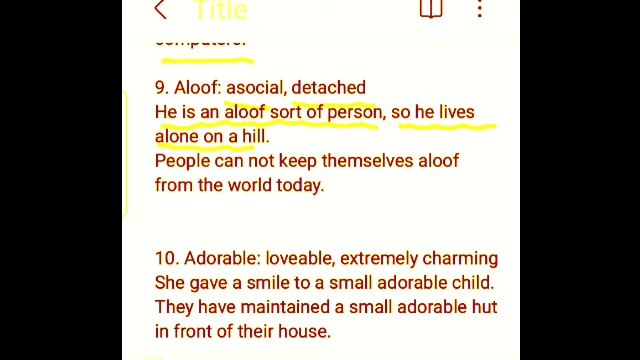 Title
computers.
9. Aloof: asocial, detached
He is an aloof sort of person, so he lives
alone on a hill.
People can not keep themselves aloof
from the world today.
10. Adorable: loveable, extremely charming
She gave a smile to a small adorable child.
They have maintained a small adorable hut
in front of their house.